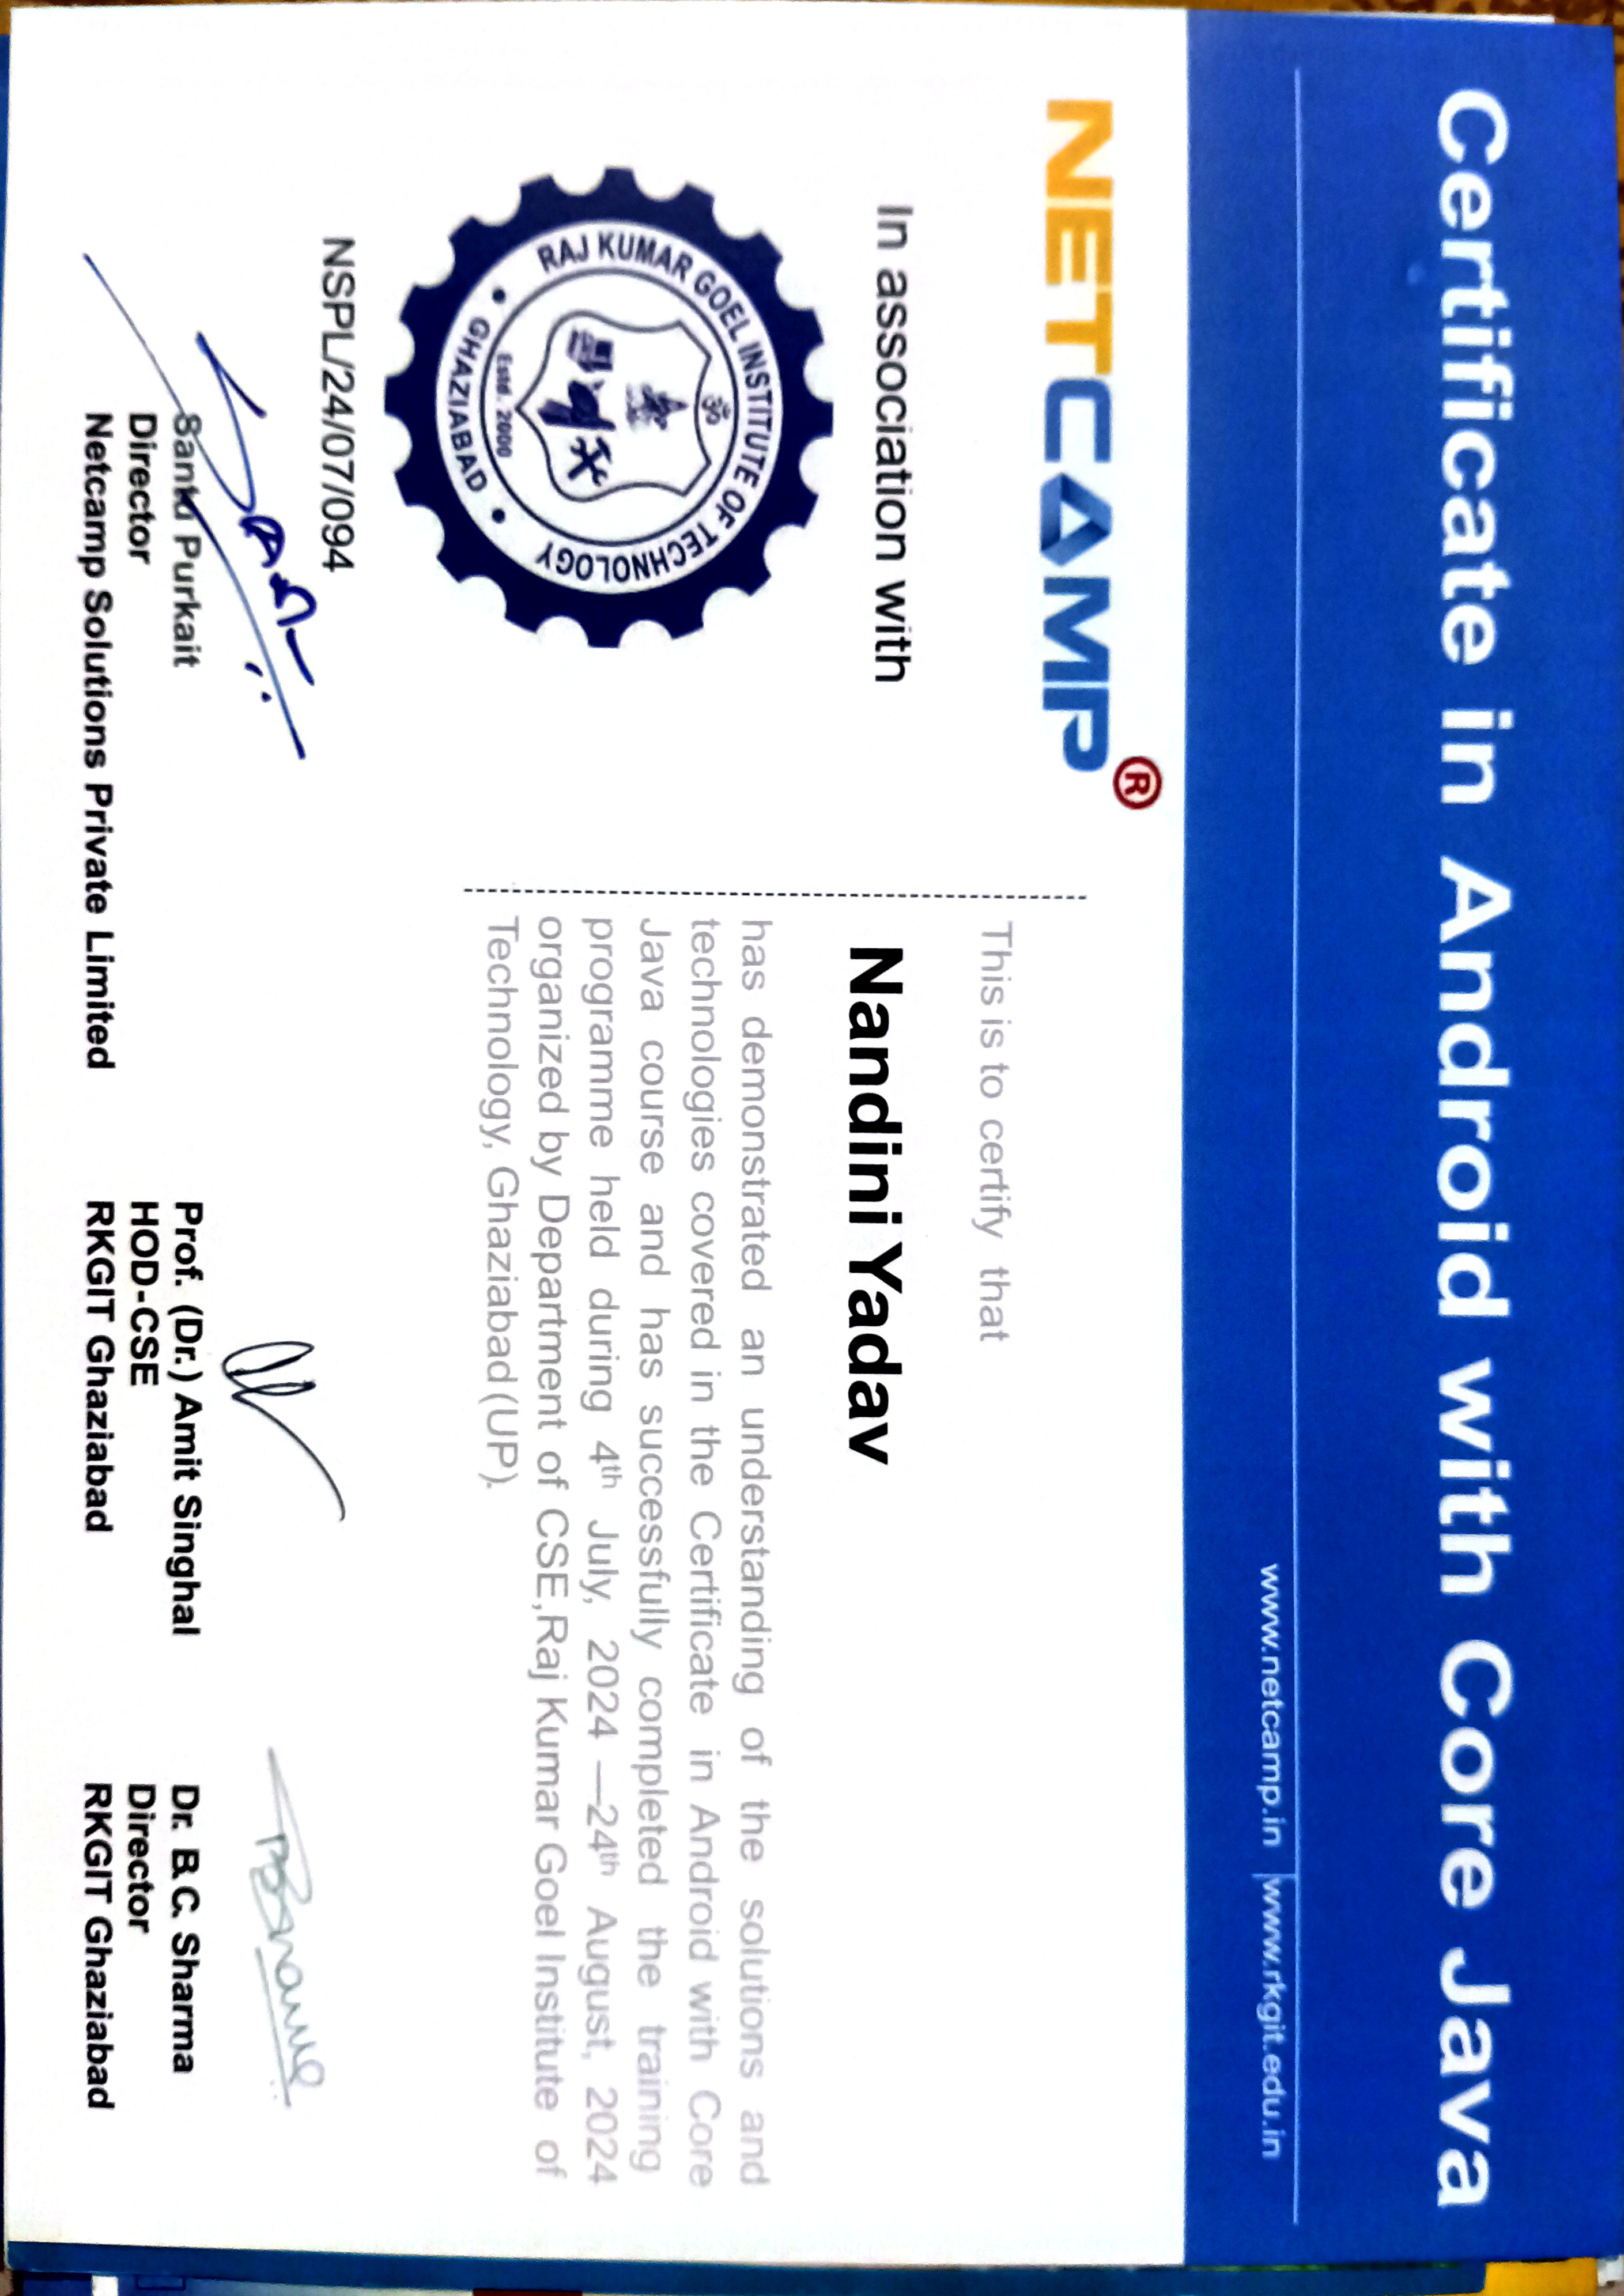 Certificate in Android with Core Java
www.netcamp.in | www.rkgit.edu.in
NETCAMP®
In association with
RAJ KUMAR GOEL INSTITUTE OF TECHNOLOGY
ॐ
Estd. 2000
• GHAZIABAD •
NSPL/24/07/094
This is to certify that
Nandini Yadav
has demonstrated an understanding of the solutions and
technologies covered in the Certificate in Android with Core
Java course and has successfully completed the training
programme held during 4th July, 2024 —24th August, 2024
organized by Department of CSE,Raj Kumar Goel Institute of
Technology, Ghaziabad(UP).
Purkait
Director
Netcamp Solutions Private Limited
Prof. (Dr.) Amit Singhal
HOD-CSE
RKGIT Ghaziabad
Dr. B.C. Sharma
Director
RKGIT Ghaziabad